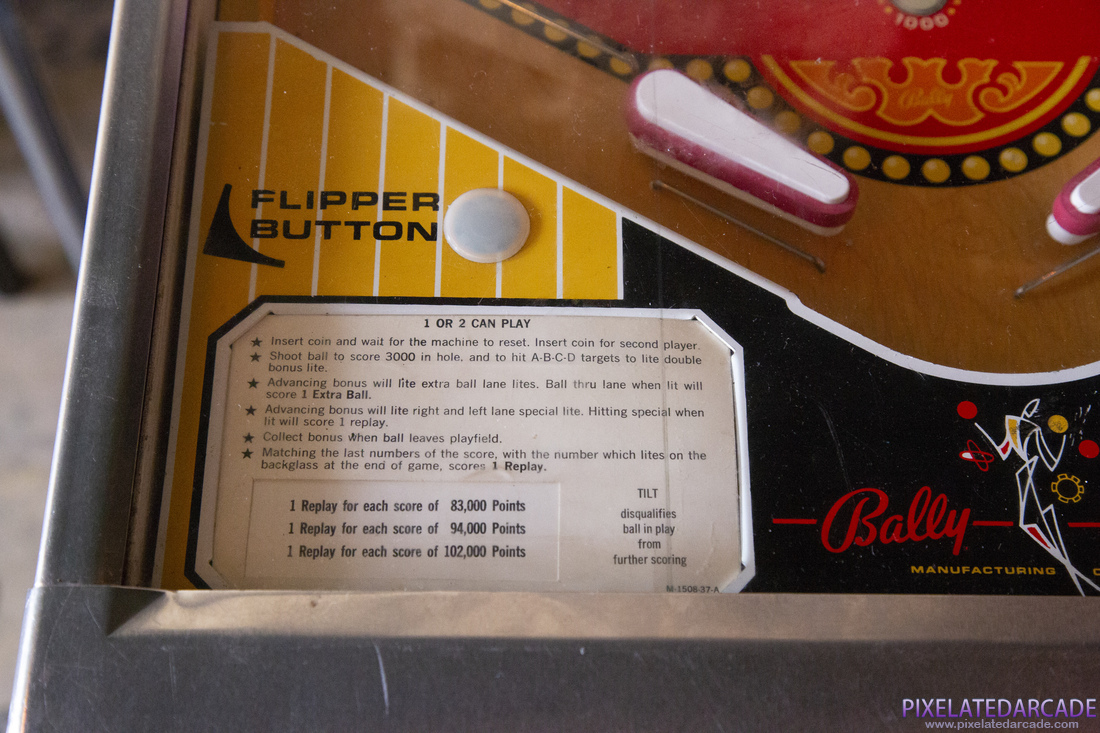 1000
Bally
FLIPPER
BUTTON
1 OR 2 CAN PLAY
★ Insert coin and wait for the machine to reset. Insert coin for second player.
★ Shoot ball to score 3000 in hole, and to hit A-B-C-D targets to lite double
bonus lite.
★ Advancing bonus will lite extra ball lane lites. Ball thru lane when lit will
score 1 Extra Ball.
★ Advancing bonus will lite right and left lane special lite. Hitting special when
lit will score 1 replay.
★ Collect bonus when ball leaves playfield.
★ Matching the last numbers of the score, with the number which lites on the
backglass at the end of game, scores 1 Replay.
1 Replay for each score of 83,000 Points
1 Replay for each score of 94,000 Points
1 Replay for each score of 102,000 Points
TILT
disqualifies
ball in play
from
further scoring
M-1508-37-A
Bally
MANUFACTURING
PIXELATEDARCADE
www.pixelatedarcade.com